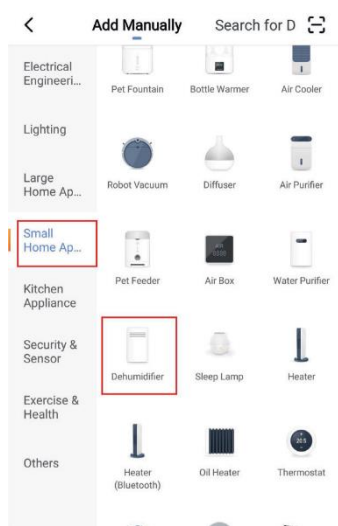 Add Manually
Search for D
Electrical
Engineeri...
Lighting
Large
Home Ap...
Small
Home Ap...
Kitchen
Appliance
Security &
Sensor
Exercise &
Health
Others
Pet Fountain
Bottle Warmer
Air Cooler
Robot Vacuum
Diffuser
Air Purifier
Pet Feeder
Air Box
Water Purifier
Dehumidifier
Sleep Lamp
Heater
Heater
(Bluetooth)
Oil Heater
Thermostat